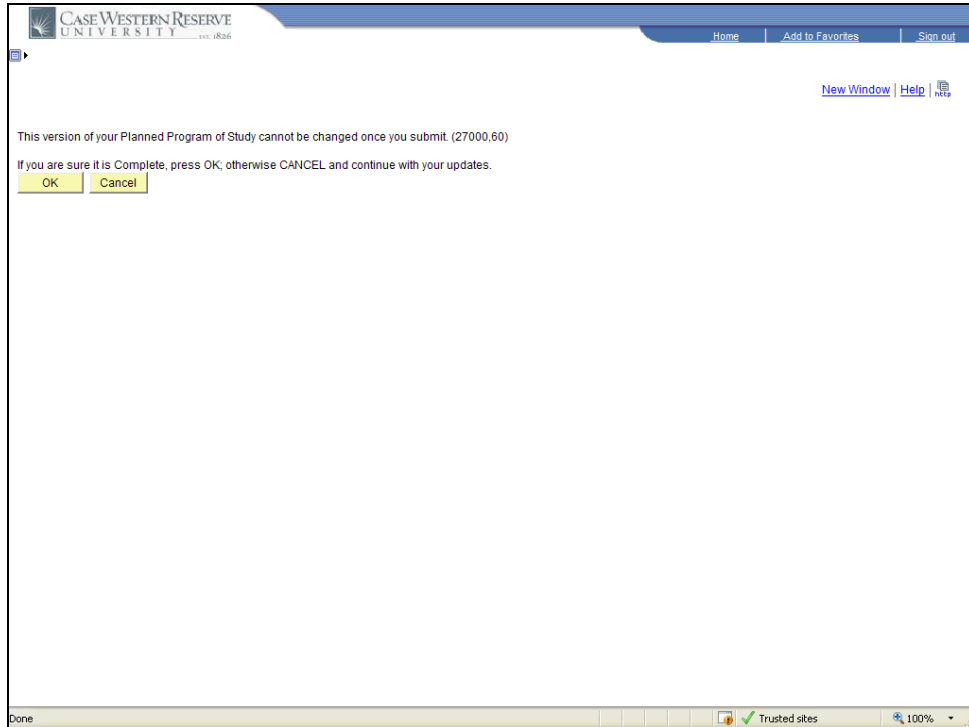 CASE WESTERN RESERVE
UNIVERSITY EST. 1826
Home Add to Favorites Sign out
New Window | Help | http
This version of your Planned Program of Study cannot be changed once you submit. (27000,60)
If you are sure it is Complete, press OK; otherwise CANCEL and continue with your updates.
OK Cancel
Done Trusted sites 100%